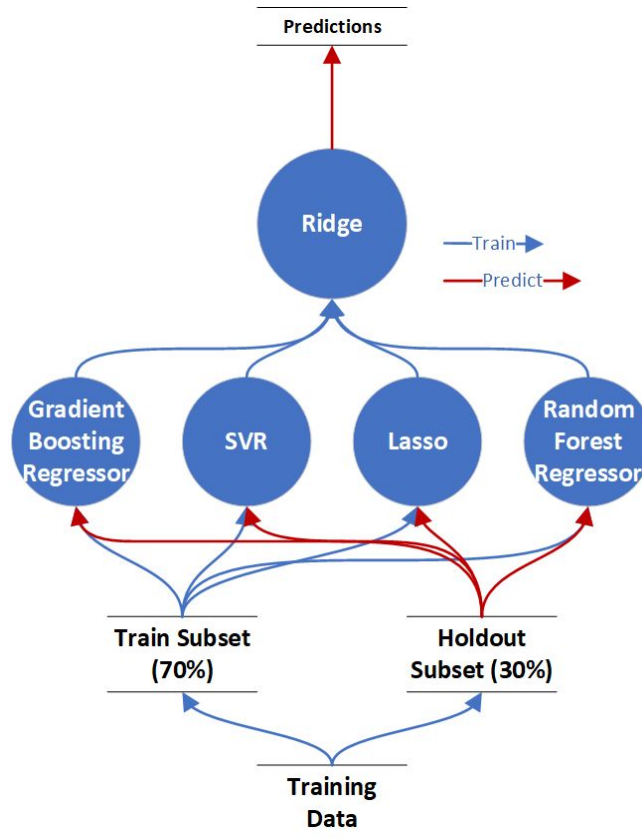 Predictions
Ridge
Train
Predict
Gradient
Boosting
Regressor
SVR
Lasso
Random
Forest
Regressor
Train Subset
(70%)
Holdout
Subset (30%)
Training
Data